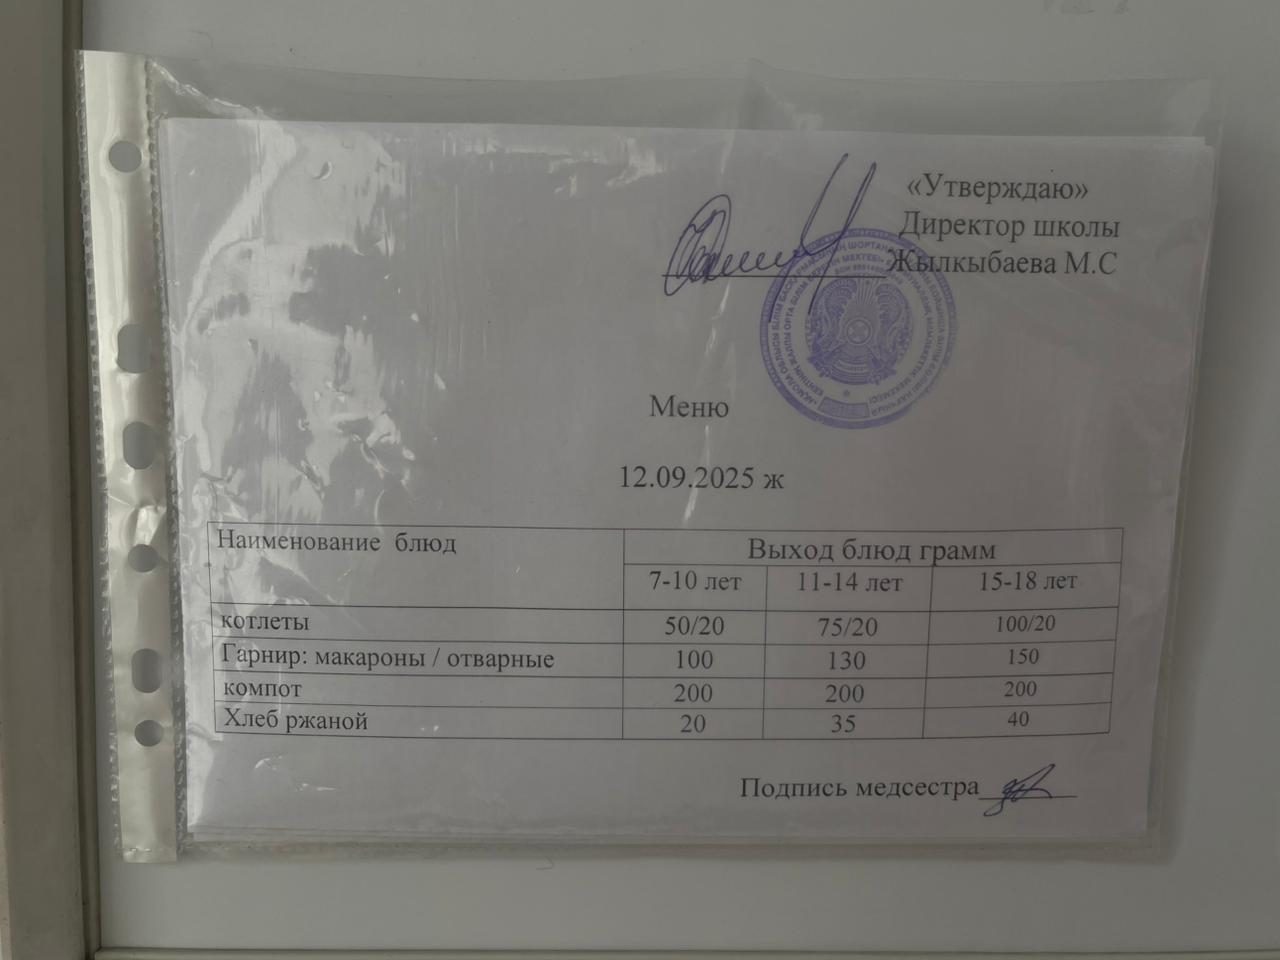 «Утверждаю»
Директор школы
Жылкыбаева М.С
Меню
12.09.2025 ж
Наименование блюд
Выход блюд грамм
7-10 лет 11-14 лет 15-18 лет
котлеты 50/20 75/20 100/20
Гарнир: макароны / отварные 100 130 150
компот 200 200 200
Хлеб ржаной 20 35 40
Подпись медсестра